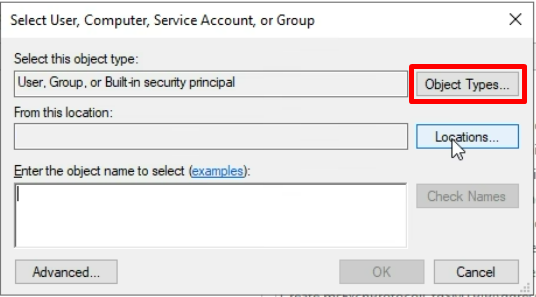 Select User, Computer, Service Account, or Group
Select this object type:
User, Group, or Built-in security principal
Object Types...
From this location:
Locations...
Enter the object name to select (examples):
Check Names
Advanced...
OK
Cancel